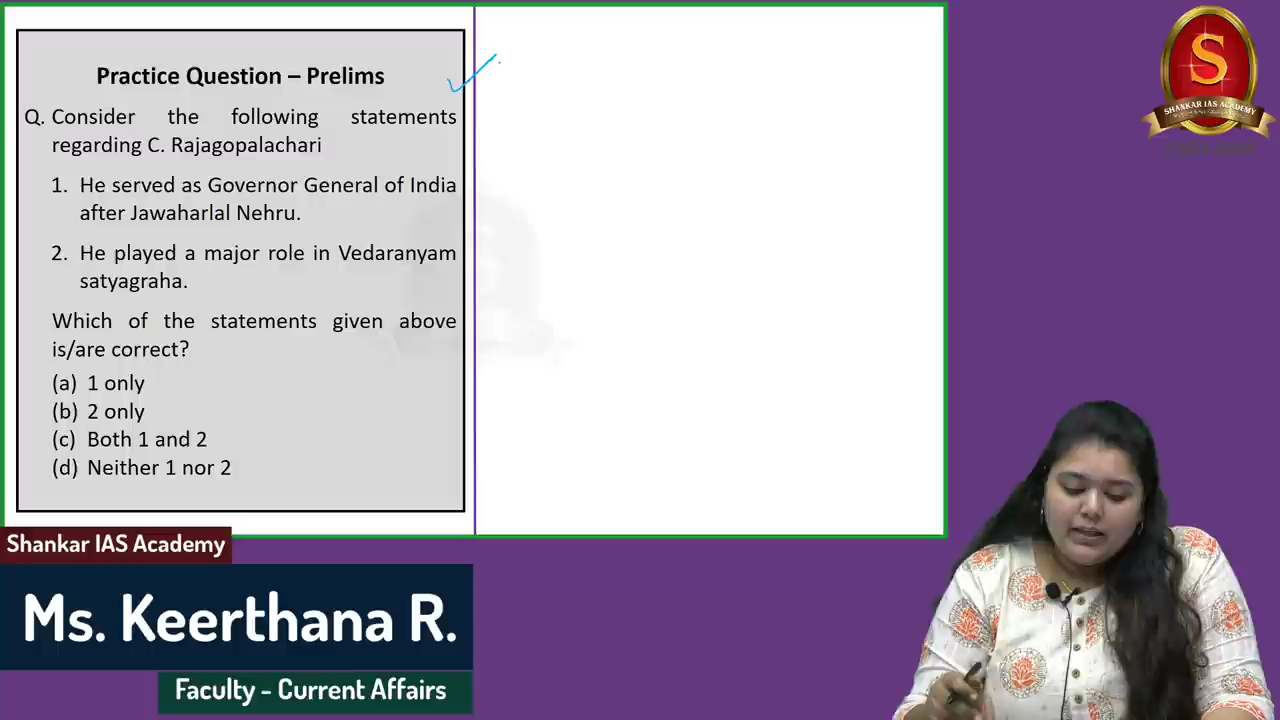 Practice Question – Prelims
Q. Consider the following statements
regarding C. Rajagopalachari
1. He served as Governor General of India
after Jawaharlal Nehru.
2. He played a major role in Vedaranyam
satyagraha.
Which of the statements given above
is/are correct?
(a) 1 only
(b) 2 only
(c) Both 1 and 2
(d) Neither 1 nor 2
S
SHANKAR IAS ACADEMY
Shankar IAS Academy
Ms. Keerthana R.
Faculty - Current Affairs